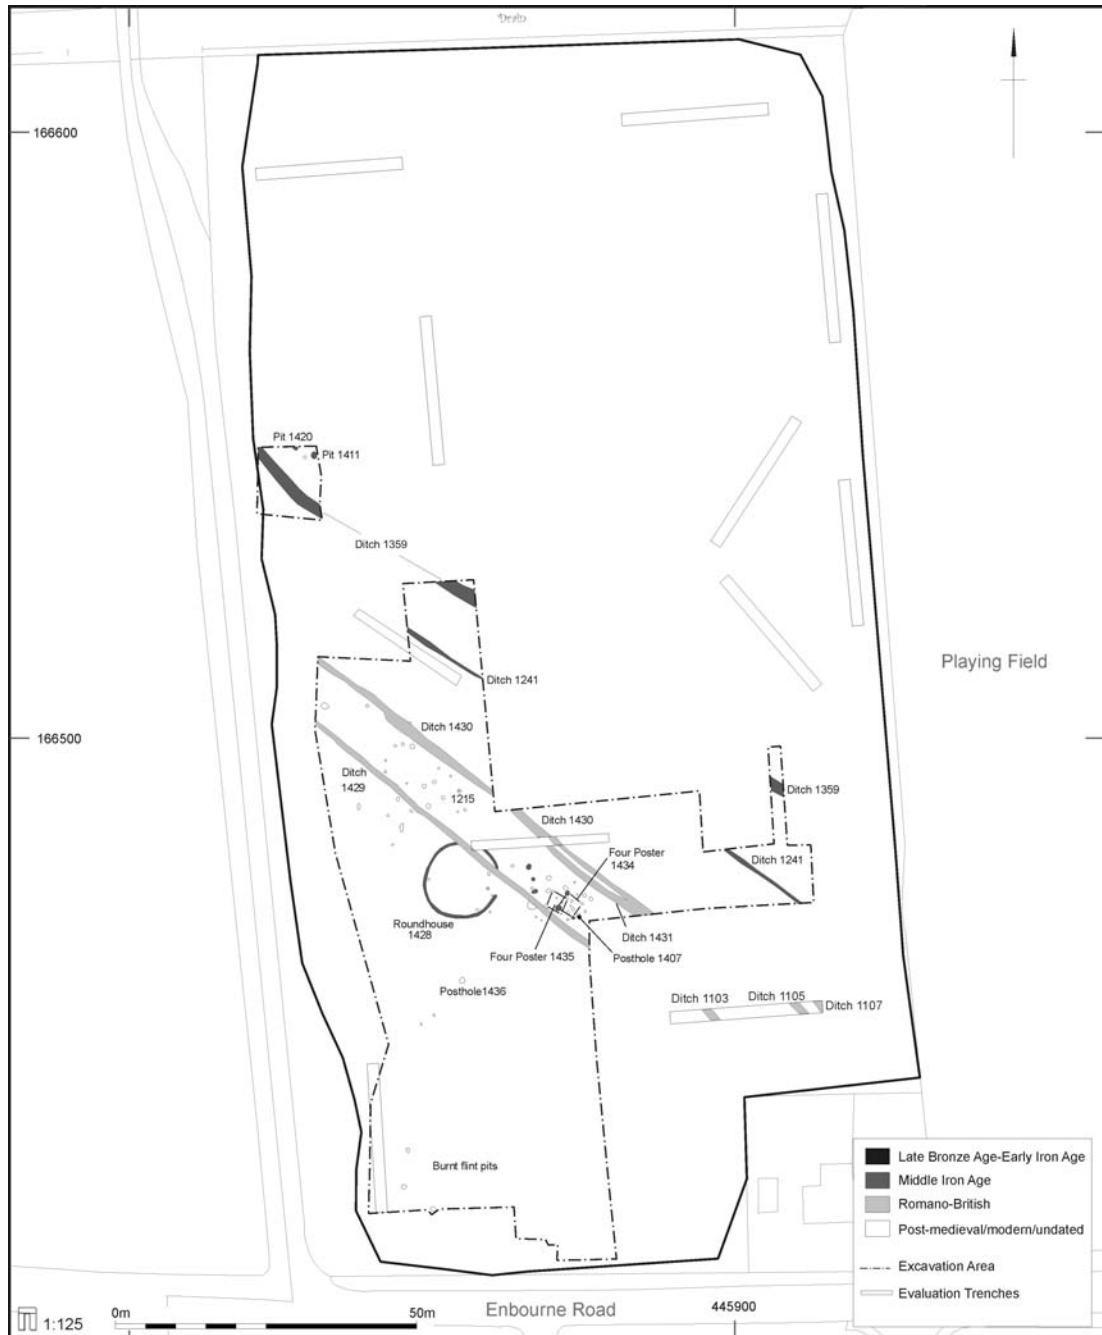 Drain
166600
Pit 1420
Pit 1411
Ditch 1359
Ditch 1241
Playing Field
Ditch 1430
166500
Ditch
1429
1215
Ditch 1359
Ditch 1430
Four Poster
1434
Ditch 1241
Roundhouse
1428
Ditch 1431
Four Poster 1435
Posthole 1407
Posthole1436
Ditch 1103
Ditch 1105
Ditch 1107
Burnt flint pits
Late Bronze Age-Early Iron Age
Middle Iron Age
Romano-British
Post-medieval/modern/undated
Excavation Area
Evaluation Trenches
1:125
0m
50m
Enbourne Road
445900